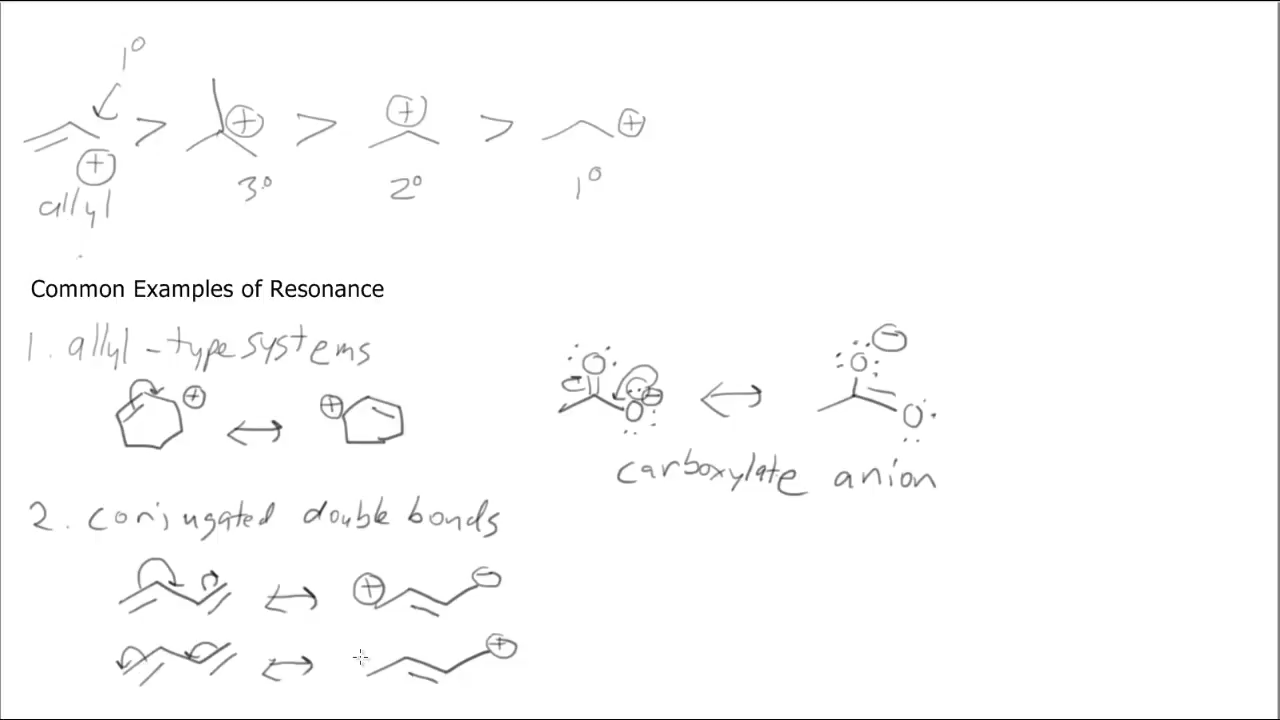 1°
⊕ > ⊕ > ⊕ > ⊕
allyl 3° 2° 1°
Common Examples of Resonance
1. allyl-type systems
⊕ ⊕
O O ⊖
O ⊖ O
carboxylate anion
2. conjugated double bonds
⊕ ⊖
⊕